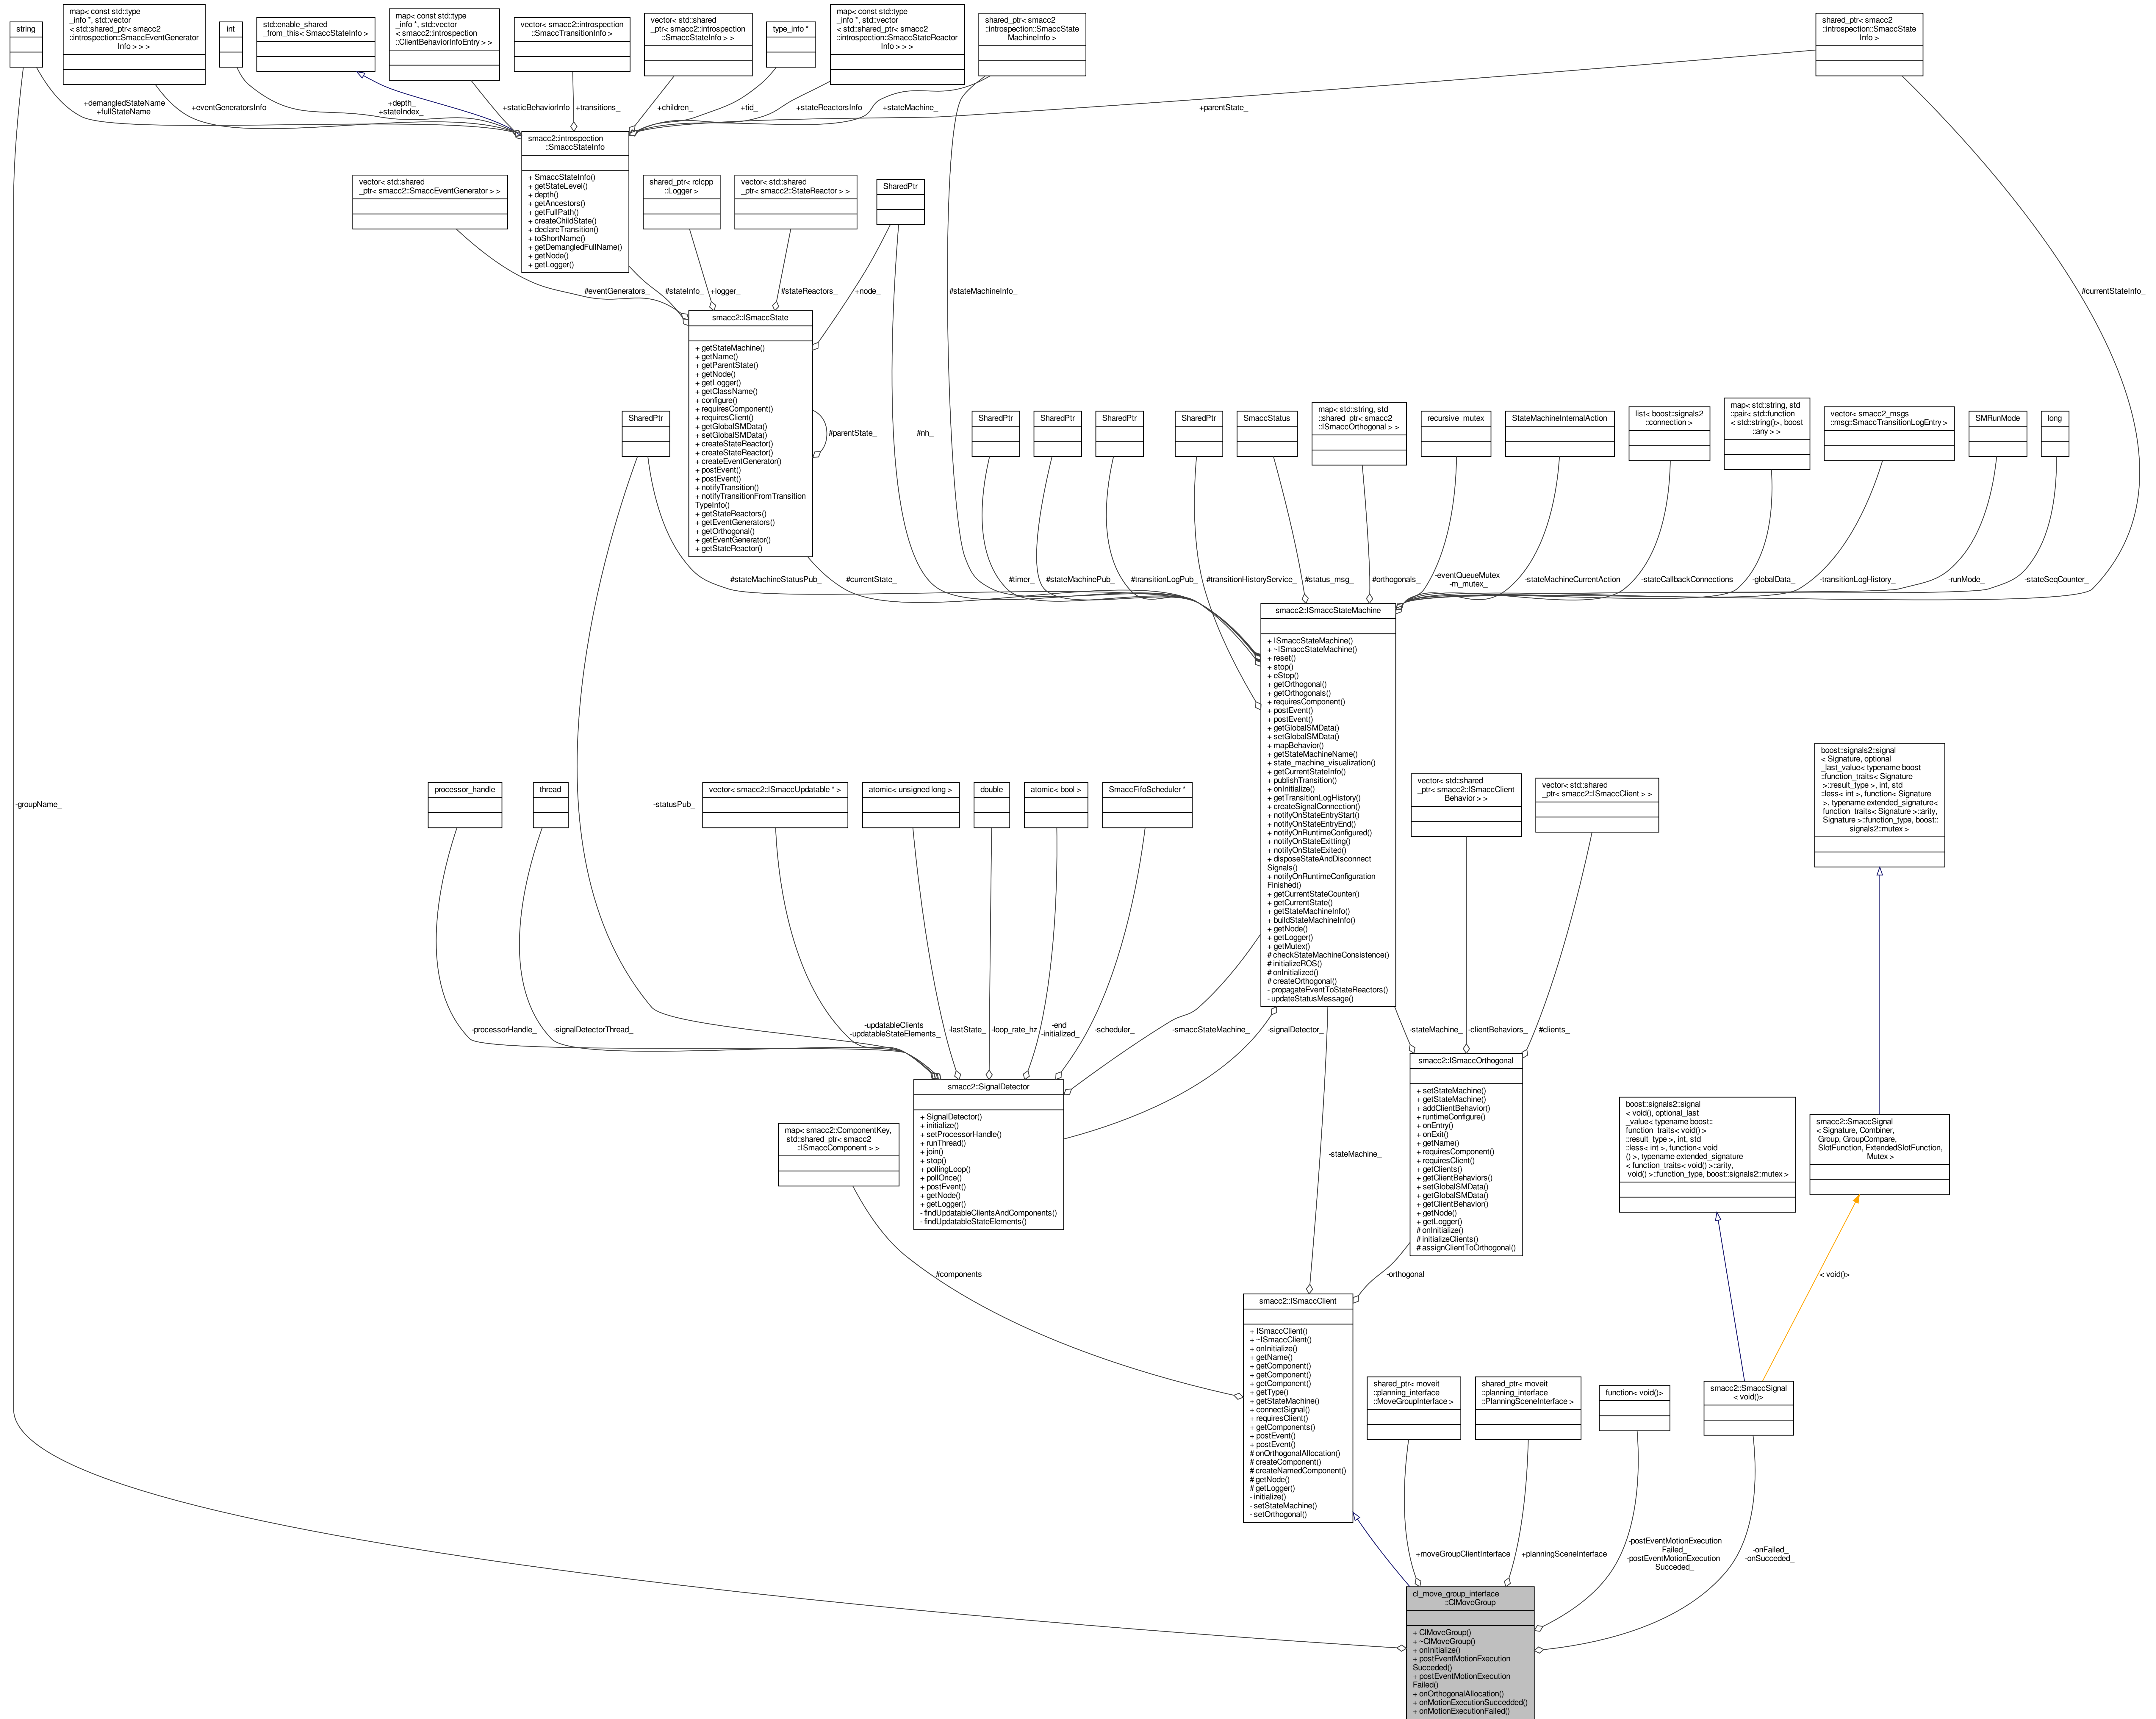 string
map< const std::type
_info *, std::vector
< std::shared_ptr< smacc2
::introspection::SmaccEventGenerator
Info > > >
int
std::enable_shared
_from_this< SmaccStateInfo >
map< const std::type
_info *, std::vector
< smacc2::introspection
::ClientBehaviorInfoEntry > >
vector< smacc2::introspection
::SmaccTransitionInfo >
vector< std::shared
_ptr< smacc2::introspection
::SmaccStateInfo > >
type_info *
map< const std::type
_info *, std::vector
< std::shared_ptr< smacc2
::introspection::SmaccStateReactor
Info > > >
shared_ptr< smacc2
::introspection::SmaccState
MachineInfo >
shared_ptr< smacc2
::introspection::SmaccState
Info >
+demangledStateName
+fullStateName
+eventGeneratorsInfo
+depth_
+stateIndex_
+staticBehaviorInfo
+transitions_
+children_
+tid_
+stateReactorsInfo
+stateMachine_
+parentState_
smacc2::introspection
::SmaccStateInfo
+ SmaccStateInfo()
+ getStateLevel()
+ depth()
+ getAncestors()
+ getFullPath()
+ createChildState()
+ declareTransition()
+ toShortName()
+ getDemangledFullName()
+ getNode()
+ getLogger()
vector< std::shared
_ptr< smacc2::SmaccEventGenerator > >
shared_ptr< rclcpp
::Logger >
vector< std::shared
_ptr< smacc2::StateReactor > >
SharedPtr
#eventGenerators_
#stateInfo_
+logger_
#stateReactors_
+node_
#stateMachineInfo_
#currentStateInfo_
smacc2::ISmaccState
+ getStateMachine()
+ getName()
+ getParentState()
+ getNode()
+ getLogger()
+ getClassName()
+ configure()
+ requiresComponent()
+ requiresClient()
+ getGlobalSMData()
+ setGlobalSMData()
+ createStateReactor()
+ createStateReactor()
+ createEventGenerator()
+ postEvent()
+ postEvent()
+ notifyTransition()
+ notifyTransitionFromTransition
TypeInfo()
+ getStateReactors()
+ getEventGenerators()
+ getOrthogonal()
+ getEventGenerator()
+ getStateReactor()
#parentState_
#nh_
SharedPtr
SharedPtr
SharedPtr
SharedPtr
SharedPtr
SmaccStatus
map< std::string, std
::shared_ptr< smacc2
::ISmaccOrthogonal > >
recursive_mutex
StateMachineInternalAction
list< boost::signals2
::connection >
map< std::string, std
::pair< std::function
< std::string()>, boost
::any > >
vector< smacc2_msgs
::msg::SmaccTransitionLogEntry >
SMRunMode
long
#stateMachineStatusPub_
#currentState_
#timer_
#stateMachinePub_
#transitionLogPub_
#transitionHistoryService_
#status_msg_
#orthogonals_
-eventQueueMutex_
-m_mutex_
-stateMachineCurrentAction
-stateCallbackConnections
-globalData_
-transitionLogHistory_
-runMode_
-stateSeqCounter_
smacc2::ISmaccStateMachine
+ ISmaccStateMachine()
+ ~ISmaccStateMachine()
+ reset()
+ stop()
+ eStop()
+ getOrthogonal()
+ getOrthogonals()
+ requiresComponent()
+ postEvent()
+ postEvent()
+ getGlobalSMData()
+ setGlobalSMData()
+ mapBehavior()
+ getStateMachineName()
+ state_machine_visualization()
+ getCurrentStateInfo()
+ publishTransition()
+ onInitialize()
+ getTransitionLogHistory()
+ createSignalConnection()
+ notifyOnStateEntryStart()
+ notifyOnStateEntryEnd()
+ notifyOnRuntimeConfigured()
+ notifyOnStateExitting()
+ notifyOnStateExited()
+ disposeStateAndDisconnect
Signals()
+ notifyOnRuntimeConfiguration
Finished()
+ getCurrentStateCounter()
+ getCurrentState()
+ getStateMachineInfo()
+ buildStateMachineInfo()
+ getNode()
+ getLogger()
+ getMutex()
# checkStateMachineConsistence()
# initializeROS()
# onInitialized()
# createOrthogonal()
- propagateEventToStateReactors()
- updateStatusMessage()
-groupName_
processor_handle
thread
-statusPub_
vector< smacc2::ISmaccUpdatable * >
atomic< unsigned long >
double
atomic< bool >
SmaccFifoScheduler *
vector< std::shared
_ptr< smacc2::ISmaccClient
Behavior > >
vector< std::shared
_ptr< smacc2::ISmaccClient > >
boost::signals2::signal
< Signature, optional
_last_value< typename boost
::function_traits< Signature
>::result_type >, int, std
::less< int >, function< Signature
>, typename extended_signature<
function_traits< Signature >::arity,
Signature >::function_type, boost::
signals2::mutex >
-processorHandle_
-signalDetectorThread_
-updatableClients_
-updatableStateElements_
-lastState_
-loop_rate_hz
-end_
-initialized_
-scheduler_
-smaccStateMachine_
-signalDetector_
-stateMachine_
-clientBehaviors_
#clients_
smacc2::SignalDetector
+ SignalDetector()
+ initialize()
+ setProcessorHandle()
+ runThread()
+ join()
+ stop()
+ pollingLoop()
+ pollOnce()
+ postEvent()
+ getNode()
+ getLogger()
- findUpdatableClientsAndComponents()
- findUpdatableStateElements()
smacc2::ISmaccOrthogonal
+ setStateMachine()
+ getStateMachine()
+ addClientBehavior()
+ runtimeConfigure()
+ onEntry()
+ onExit()
+ getName()
+ requiresComponent()
+ requiresClient()
+ getClients()
+ getClientBehaviors()
+ setGlobalSMData()
+ getGlobalSMData()
+ getClientBehavior()
+ getNode()
+ getLogger()
# onInitialize()
# initializeClients()
# assignClientToOrthogonal()
map< smacc2::ComponentKey,
std::shared_ptr< smacc2
::ISmaccComponent > >
-stateMachine_
boost::signals2::signal
< void(), optional_last
_value< typename boost::
function_traits< void() >
::result_type >, int, std
::less< int >, function< void
() >, typename extended_signature
< function_traits< void() >::arity,
void() >::function_type, boost::signals2::mutex >
smacc2::SmaccSignal
< Signature, Combiner,
Group, GroupCompare,
SlotFunction, ExtendedSlotFunction,
Mutex >
#components_
-orthogonal_
< void()>
smacc2::ISmaccClient
+ ISmaccClient()
+ ~ISmaccClient()
+ onInitialize()
+ getName()
+ getComponent()
+ getComponent()
+ getComponent()
+ getType()
+ getStateMachine()
+ connectSignal()
+ requiresClient()
+ getComponents()
+ postEvent()
+ postEvent()
# onOrthogonalAllocation()
# createComponent()
# createNamedComponent()
# getNode()
# getLogger()
- initialize()
- setStateMachine()
- setOrthogonal()
shared_ptr< moveit
::planning_interface
::MoveGroupInterface >
shared_ptr< moveit
::planning_interface
::PlanningSceneInterface >
function< void()>
smacc2::SmaccSignal
< void()>
+moveGroupClientInterface
+planningSceneInterface
-postEventMotionExecution
Failed_
-postEventMotionExecution
Succeded_
-onFailed_
-onSucceded_
cl_move_group_interface
::ClMoveGroup
+ ClMoveGroup()
+ ~ClMoveGroup()
+ onInitialize()
+ postEventMotionExecution
Succeded()
+ postEventMotionExecution
Failed()
+ onOrthogonalAllocation()
+ onMotionExecutionSuccedded()
+ onMotionExecutionFailed()